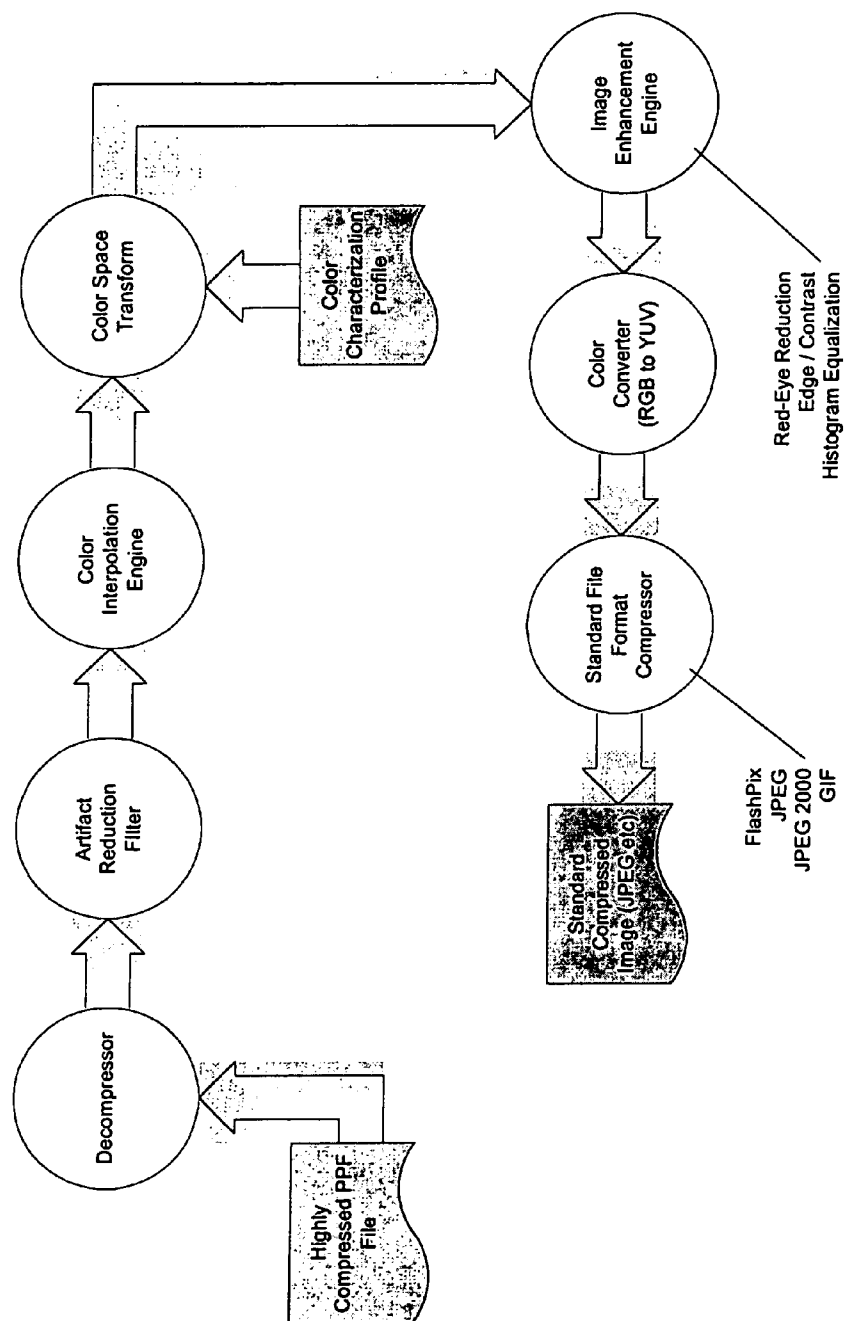 Highly
Compressed PPF
File
Decompressor
Artifact
Reduction
Filter
Color
Interpolation
Engine
Color Space
Transform
Color
Characterization
Profile
Image
Enhancement
Engine
Red-Eye Reduction
Edge / Contrast
Histogram Equalization
Color
Converter
(RGB to YUV)
Standard File
Format
Compressor
FlashPix
JPEG
JPEG 2000
GIF
Standard
Compressed
Image (JPEG etc)